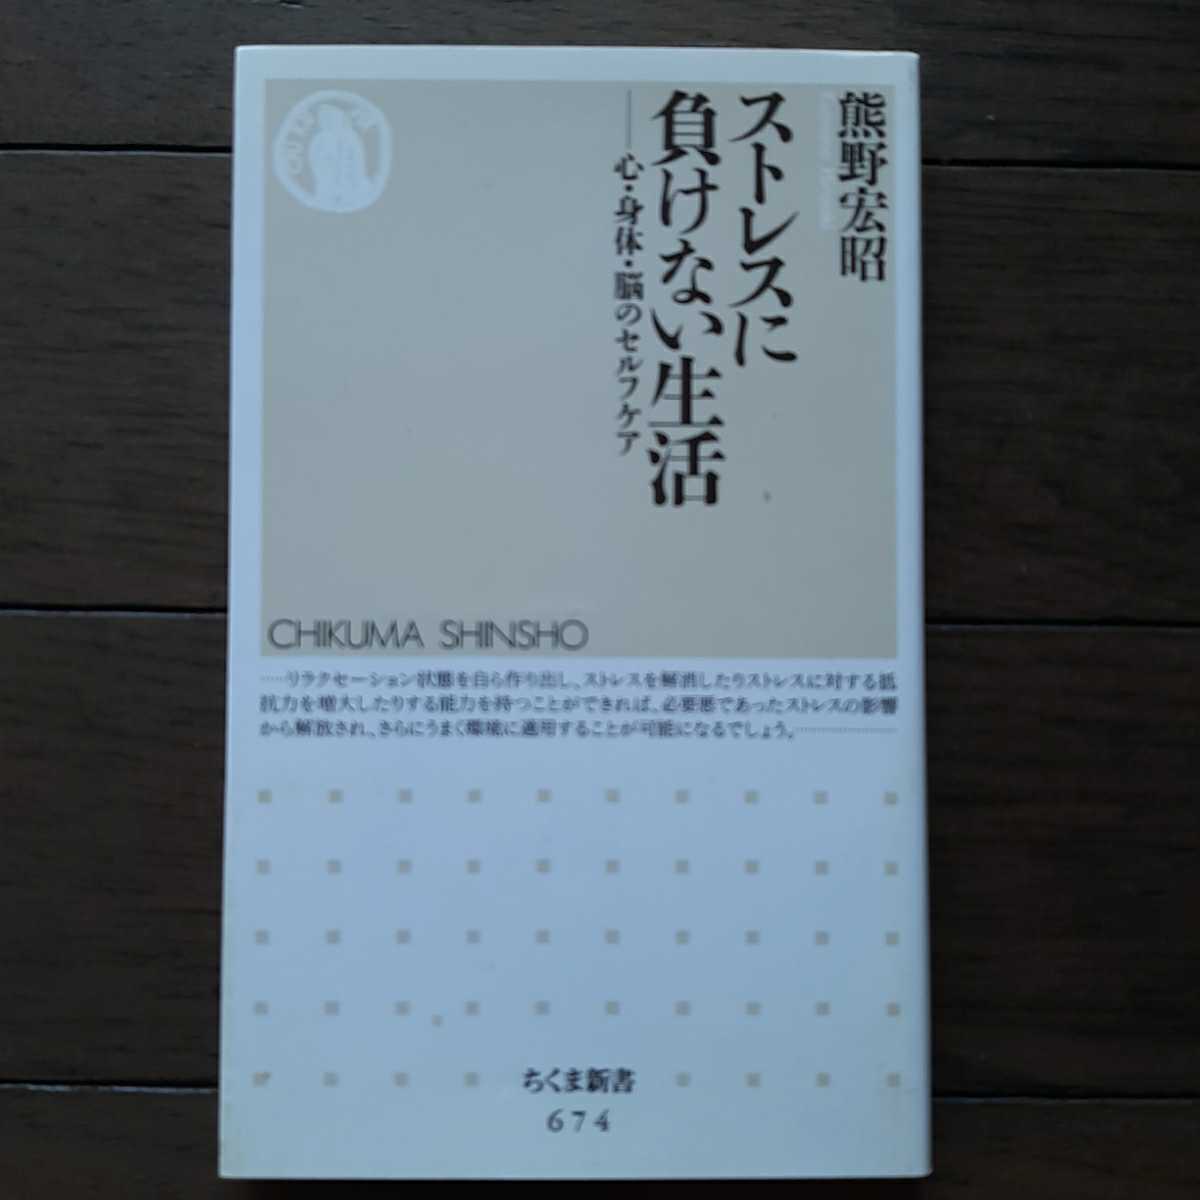 熊野宏昭
ストレスに
負けない生活
──心・身体・脳のセルフケア
CHIKUMA SHINSHO
……リラクセーション状態を自ら作り出し、ストレスを解消したりストレスに対する抵
抗力を増大したりする能力を持つことができれば、必要悪であったストレスの影響
から解放され、さらにうまく環境に適用することが可能になるでしょう。………………
ちくま新書
674